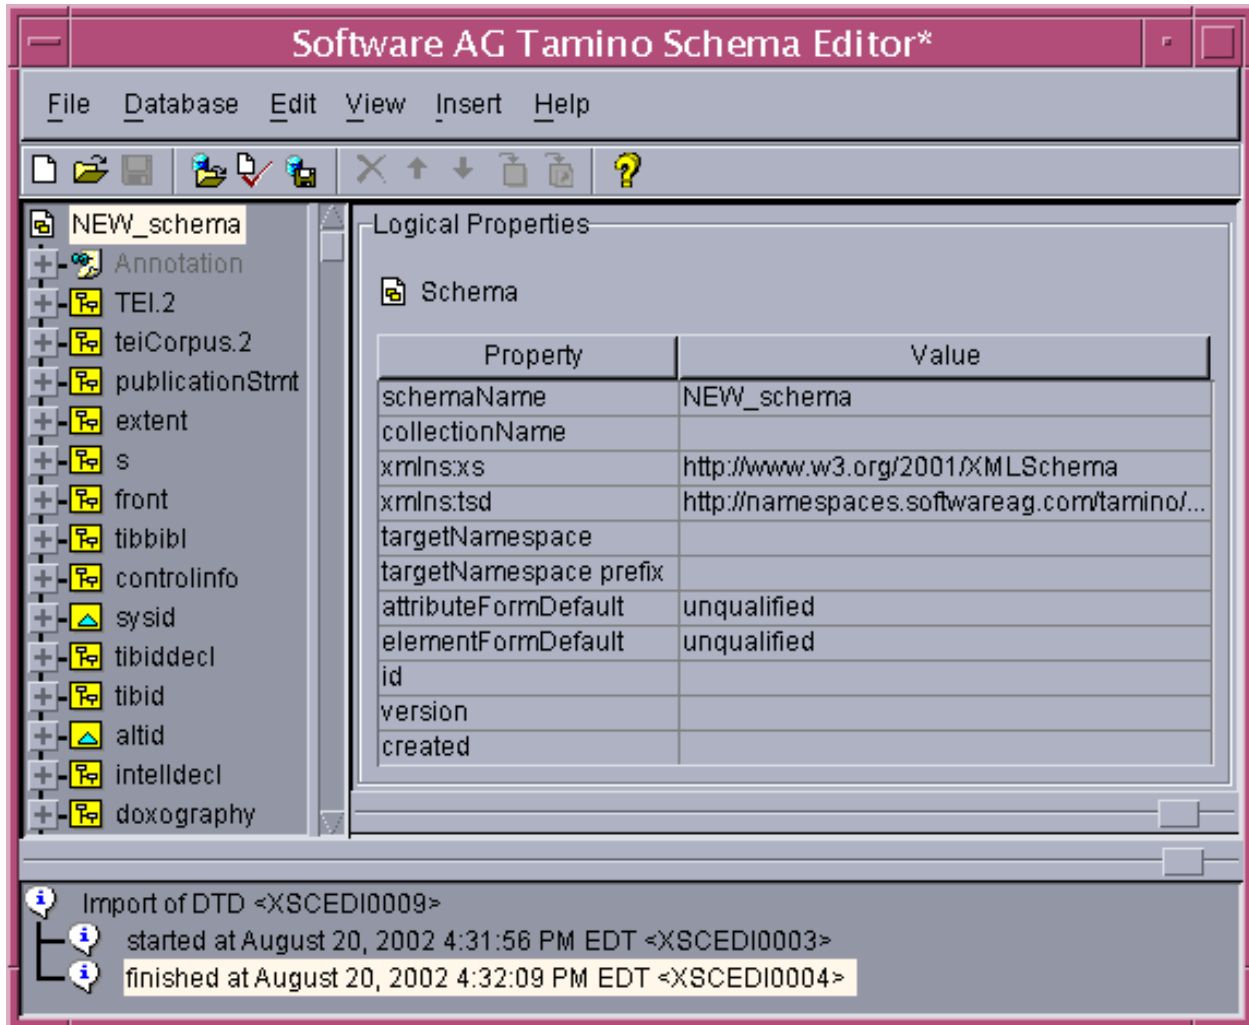 Software AG Tamino Schema Editor*
File Database Edit View Insert Help
NEW_schema
Annotation
TEI.2
teiCorpus.2
publicationStmt
extent
s
front
tibbibl
controlinfo
sysid
tibiddecl
tibid
altid
intelldecl
doxography
Logical Properties
Schema
Property Value
schemaName NEW_schema
collectionName
xmlns:xs http://www.w3.org/2001/XMLSchema
xmlns:tsd http://namespaces.softwareag.com/tamino/...
targetNamespace
targetNamespace prefix
attributeFormDefault unqualified
elementFormDefault unqualified
id
version
created
Import of DTD <XSCEDI0009>
started at August 20, 2002 4:31:56 PM EDT <XSCEDI0003>
finished at August 20, 2002 4:32:09 PM EDT <XSCEDI0004>